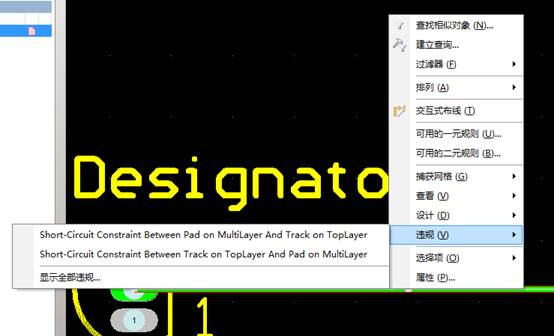 查找相似对象 (N)...
建立查询...
过滤器 (F)
排列 (A)
交互式布线 (T)
可用的一元规则 (U)...
可用的二元规则 (B)...
捕获网格 (G)
查看 (V)
设计 (D)
违规 (V)
选择项 (O)
属性 (P)...
Designato
Short-Circuit Constraint Between Pad on MultiLayer And Track on TopLayer
Short-Circuit Constraint Between Track on TopLayer And Pad on MultiLayer
显示全部违规...
1
1